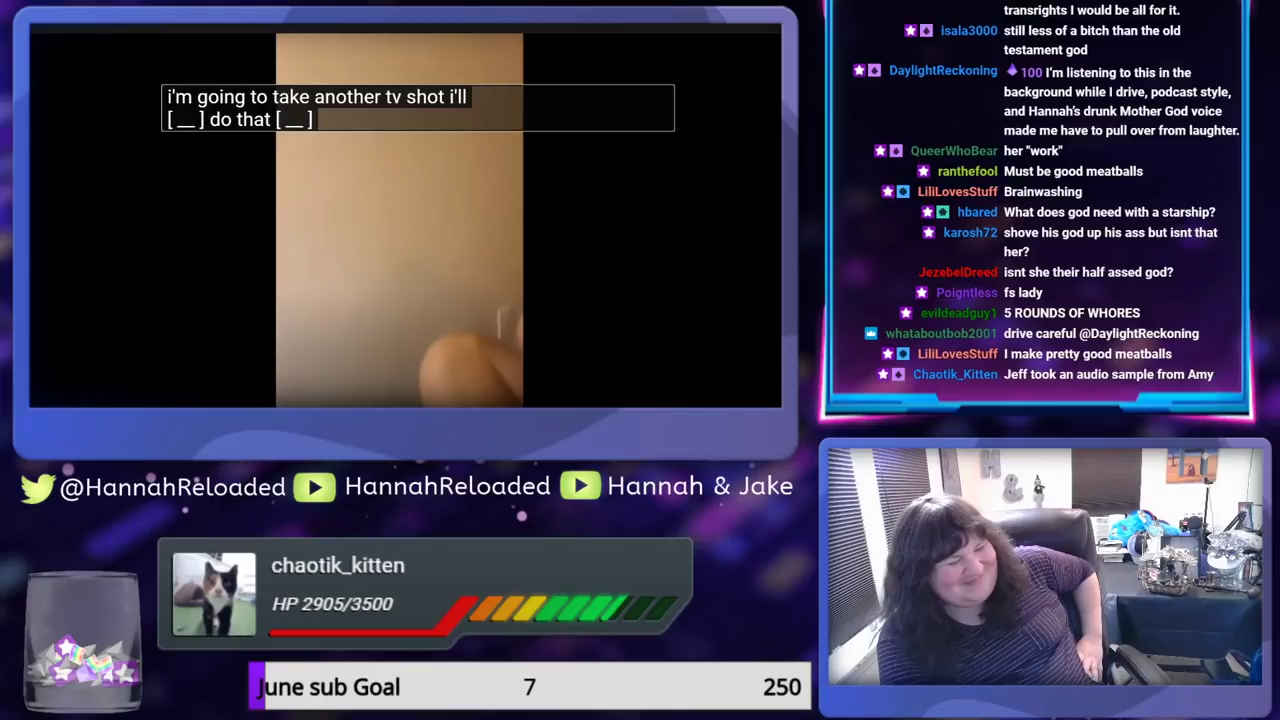 i'm going to take another tv shot i'll
[ __ ] do that [ __ ]
transrights I would be all for it.
isala3000 still less of a bitch than the old
testament god
DaylightReckoning 100 I'm listening to this in the
background while I drive, podcast style,
and Hannah's drunk Mother God voice
made me have to pull over from laughter.
QueerWhoBear her "work"
ranthefool Must be good meatballs
LiliLovesStuff Brainwashing
hbared What does god need with a starship?
karosh72 shove his god up his ass but isnt that
her?
JezebelDreed isnt she their half assed god?
Poigntless fs lady
evildeadguy1 5 ROUNDS OF WHORES
whataboutbob2001 drive careful @DaylightReckoning
LiliLovesStuff I make pretty good meatballs
Chaotik_Kitten Jeff took an audio sample from Amy
@HannahReloaded HannahReloaded Hannah & Jake
chaotik_kitten
HP 2905/3500
June sub Goal 7 250
H
&